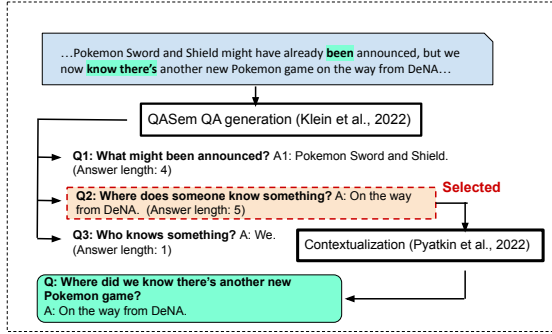 …Pokemon Sword and Shield might have already been announced, but we
now know there's another new Pokemon game on the way from DeNA…
QASem QA generation (Klein et al., 2022)
Q1: What might been announced? A1: Pokemon Sword and Shield.
(Answer length: 4)
Q2: Where does someone know something? A: On the way
from DeNA. (Answer length: 5)
Selected
Q3: Who knows something? A: We.
(Answer length: 1)
Contextualization (Pyatkin et al., 2022)
Q: Where did we know there's another new
Pokemon game?
A: On the way from DeNA.